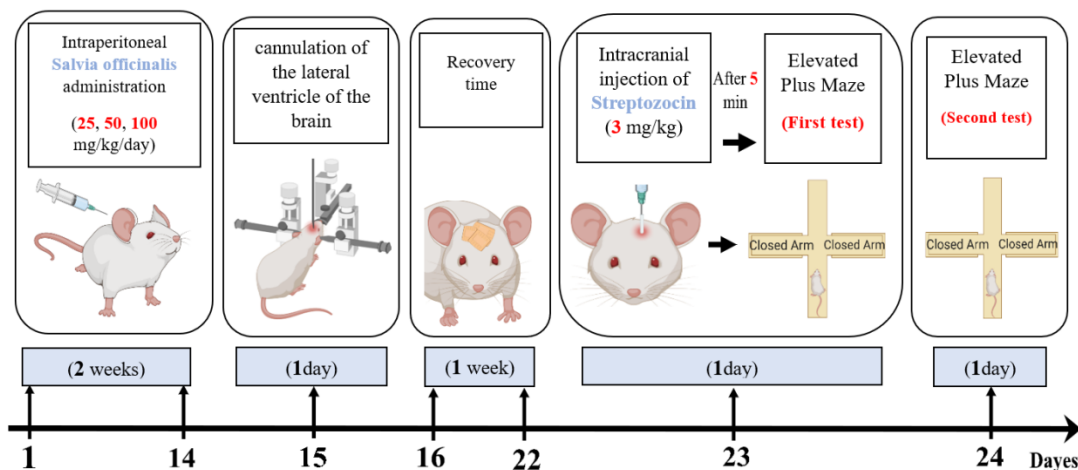 Intraperitoneal
Salvia officinalis
administration
(25, 50, 100
mg/kg/day)
cannulation of
the lateral
ventricle of the
brain
Recovery
time
Intracranial
injection of
Streptozocin
(3 mg/kg)
After 5
min
Elevated
Plus Maze
(First test)
Elevated
Plus Maze
(Second test)
Closed Arm Closed Arm
Closed Arm Closed Arm
(2 weeks)
(1day)
(1 week)
(1day)
(1day)
1 14 15 16 22 23 24 Dayes